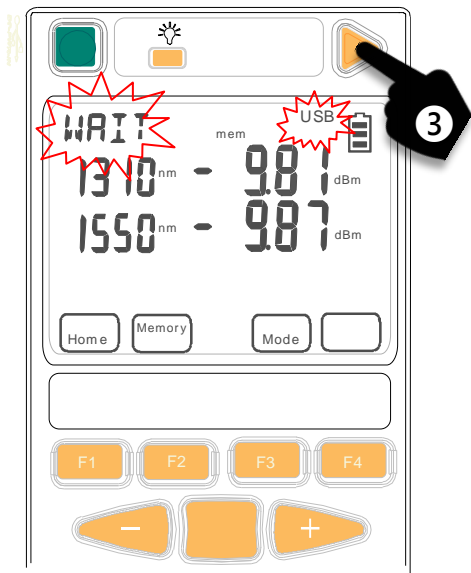 WAIT
USB
mem
3
1310 nm - 9.81 dBm
1550 nm - 9.87 dBm
Home Memory Mode
F1 F2 F3 F4
- +